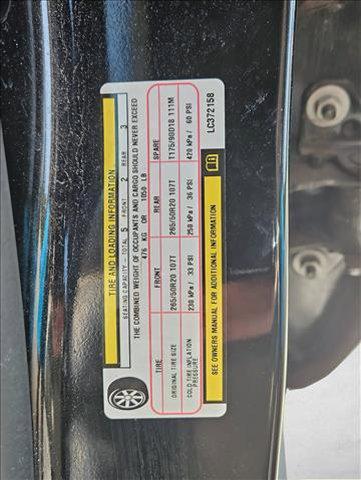 TIRE AND LOADING INFORMATION
SEATING CAPACITY TOTAL 5 FRONT 2 REAR 3
THE COMBINED WEIGHT OF OCCUPANTS AND CARGO SHOULD NEVER EXCEED
476 KG OR 1050 LB
TIRE FRONT REAR SPARE
ORIGINAL TIRE SIZE 265/50R20 107T 265/50R20 107T T175/90D18 111M
COLD TIRE INFLATION PRESSURE 230 kPa / 33 PSI 250 kPa / 36 PSI 420 kPa / 60 PSI
SEE OWNERS MANUAL FOR ADDITIONAL INFORMATION
LC372158